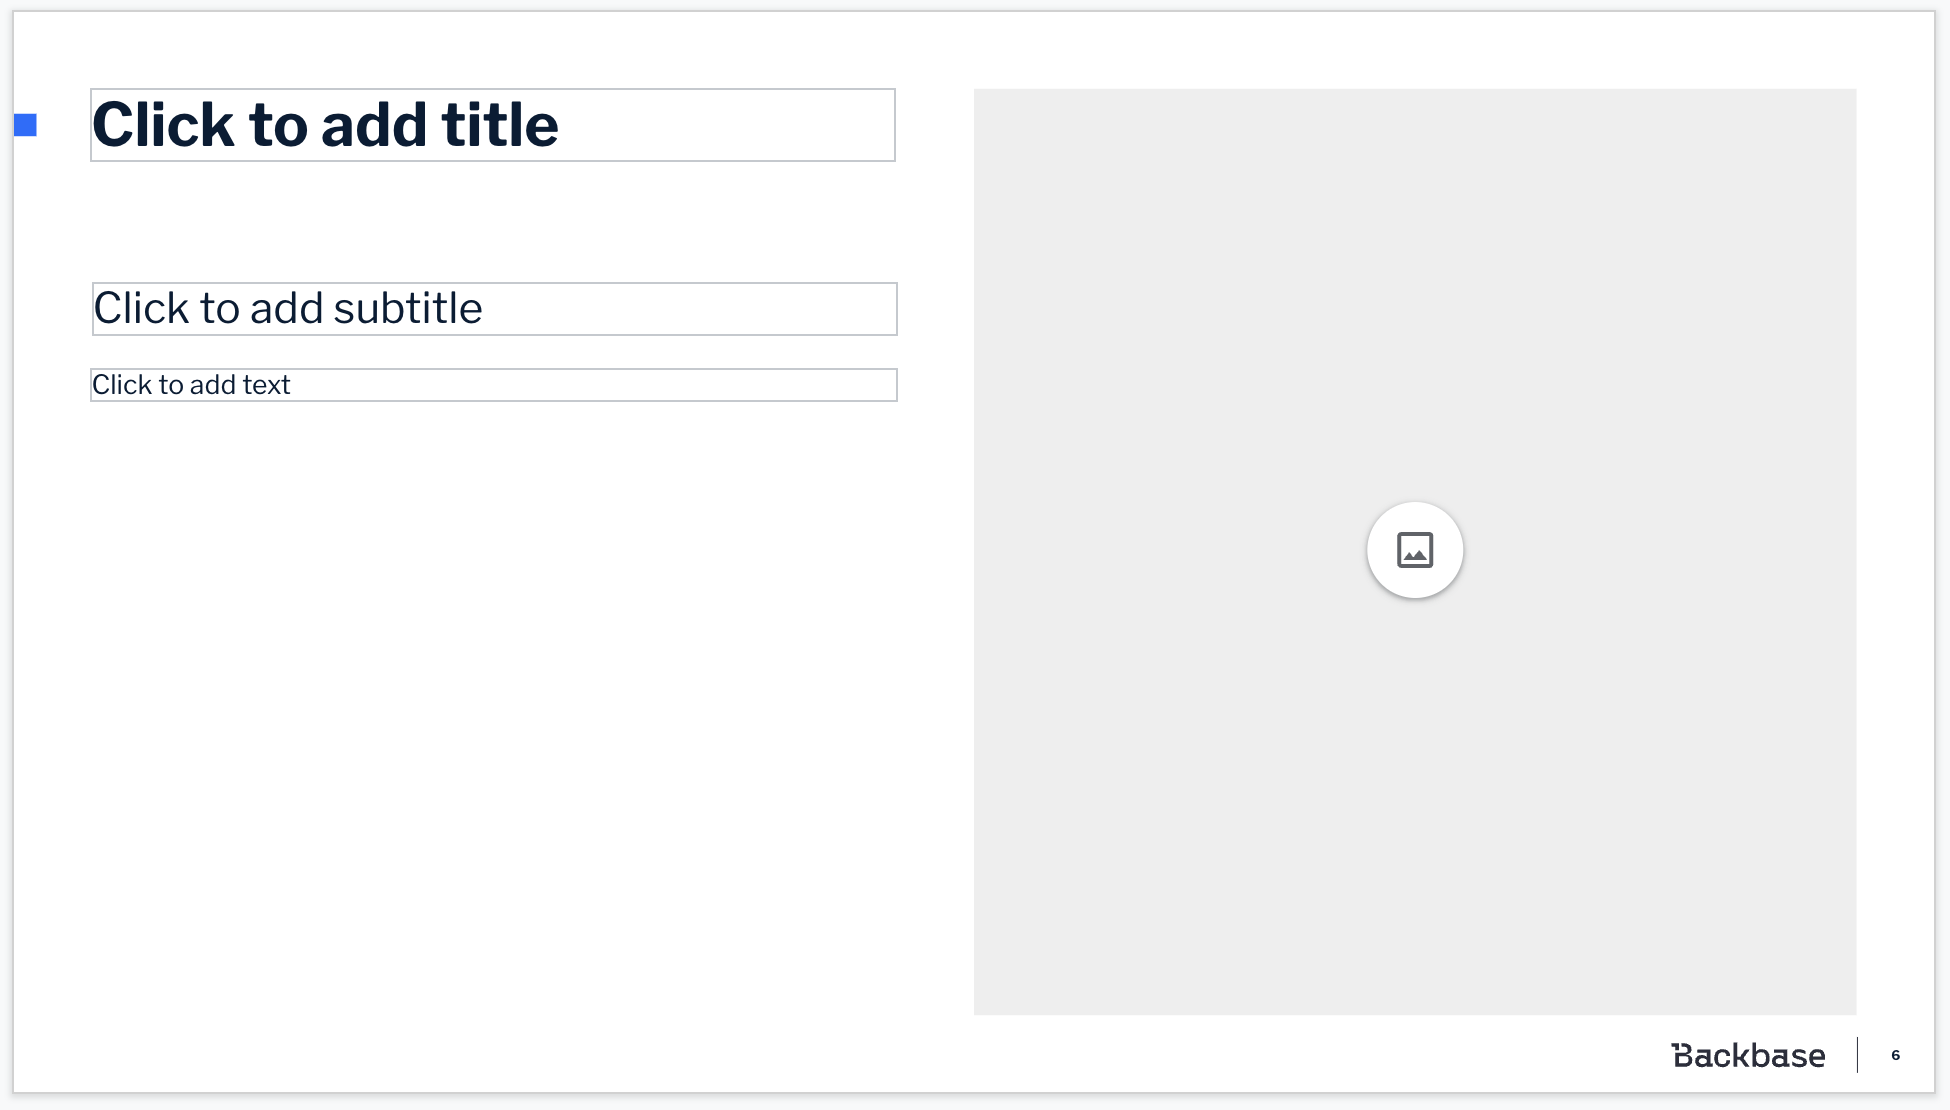 Click to add title
Click to add subtitle
Click to add text
Backbase
6